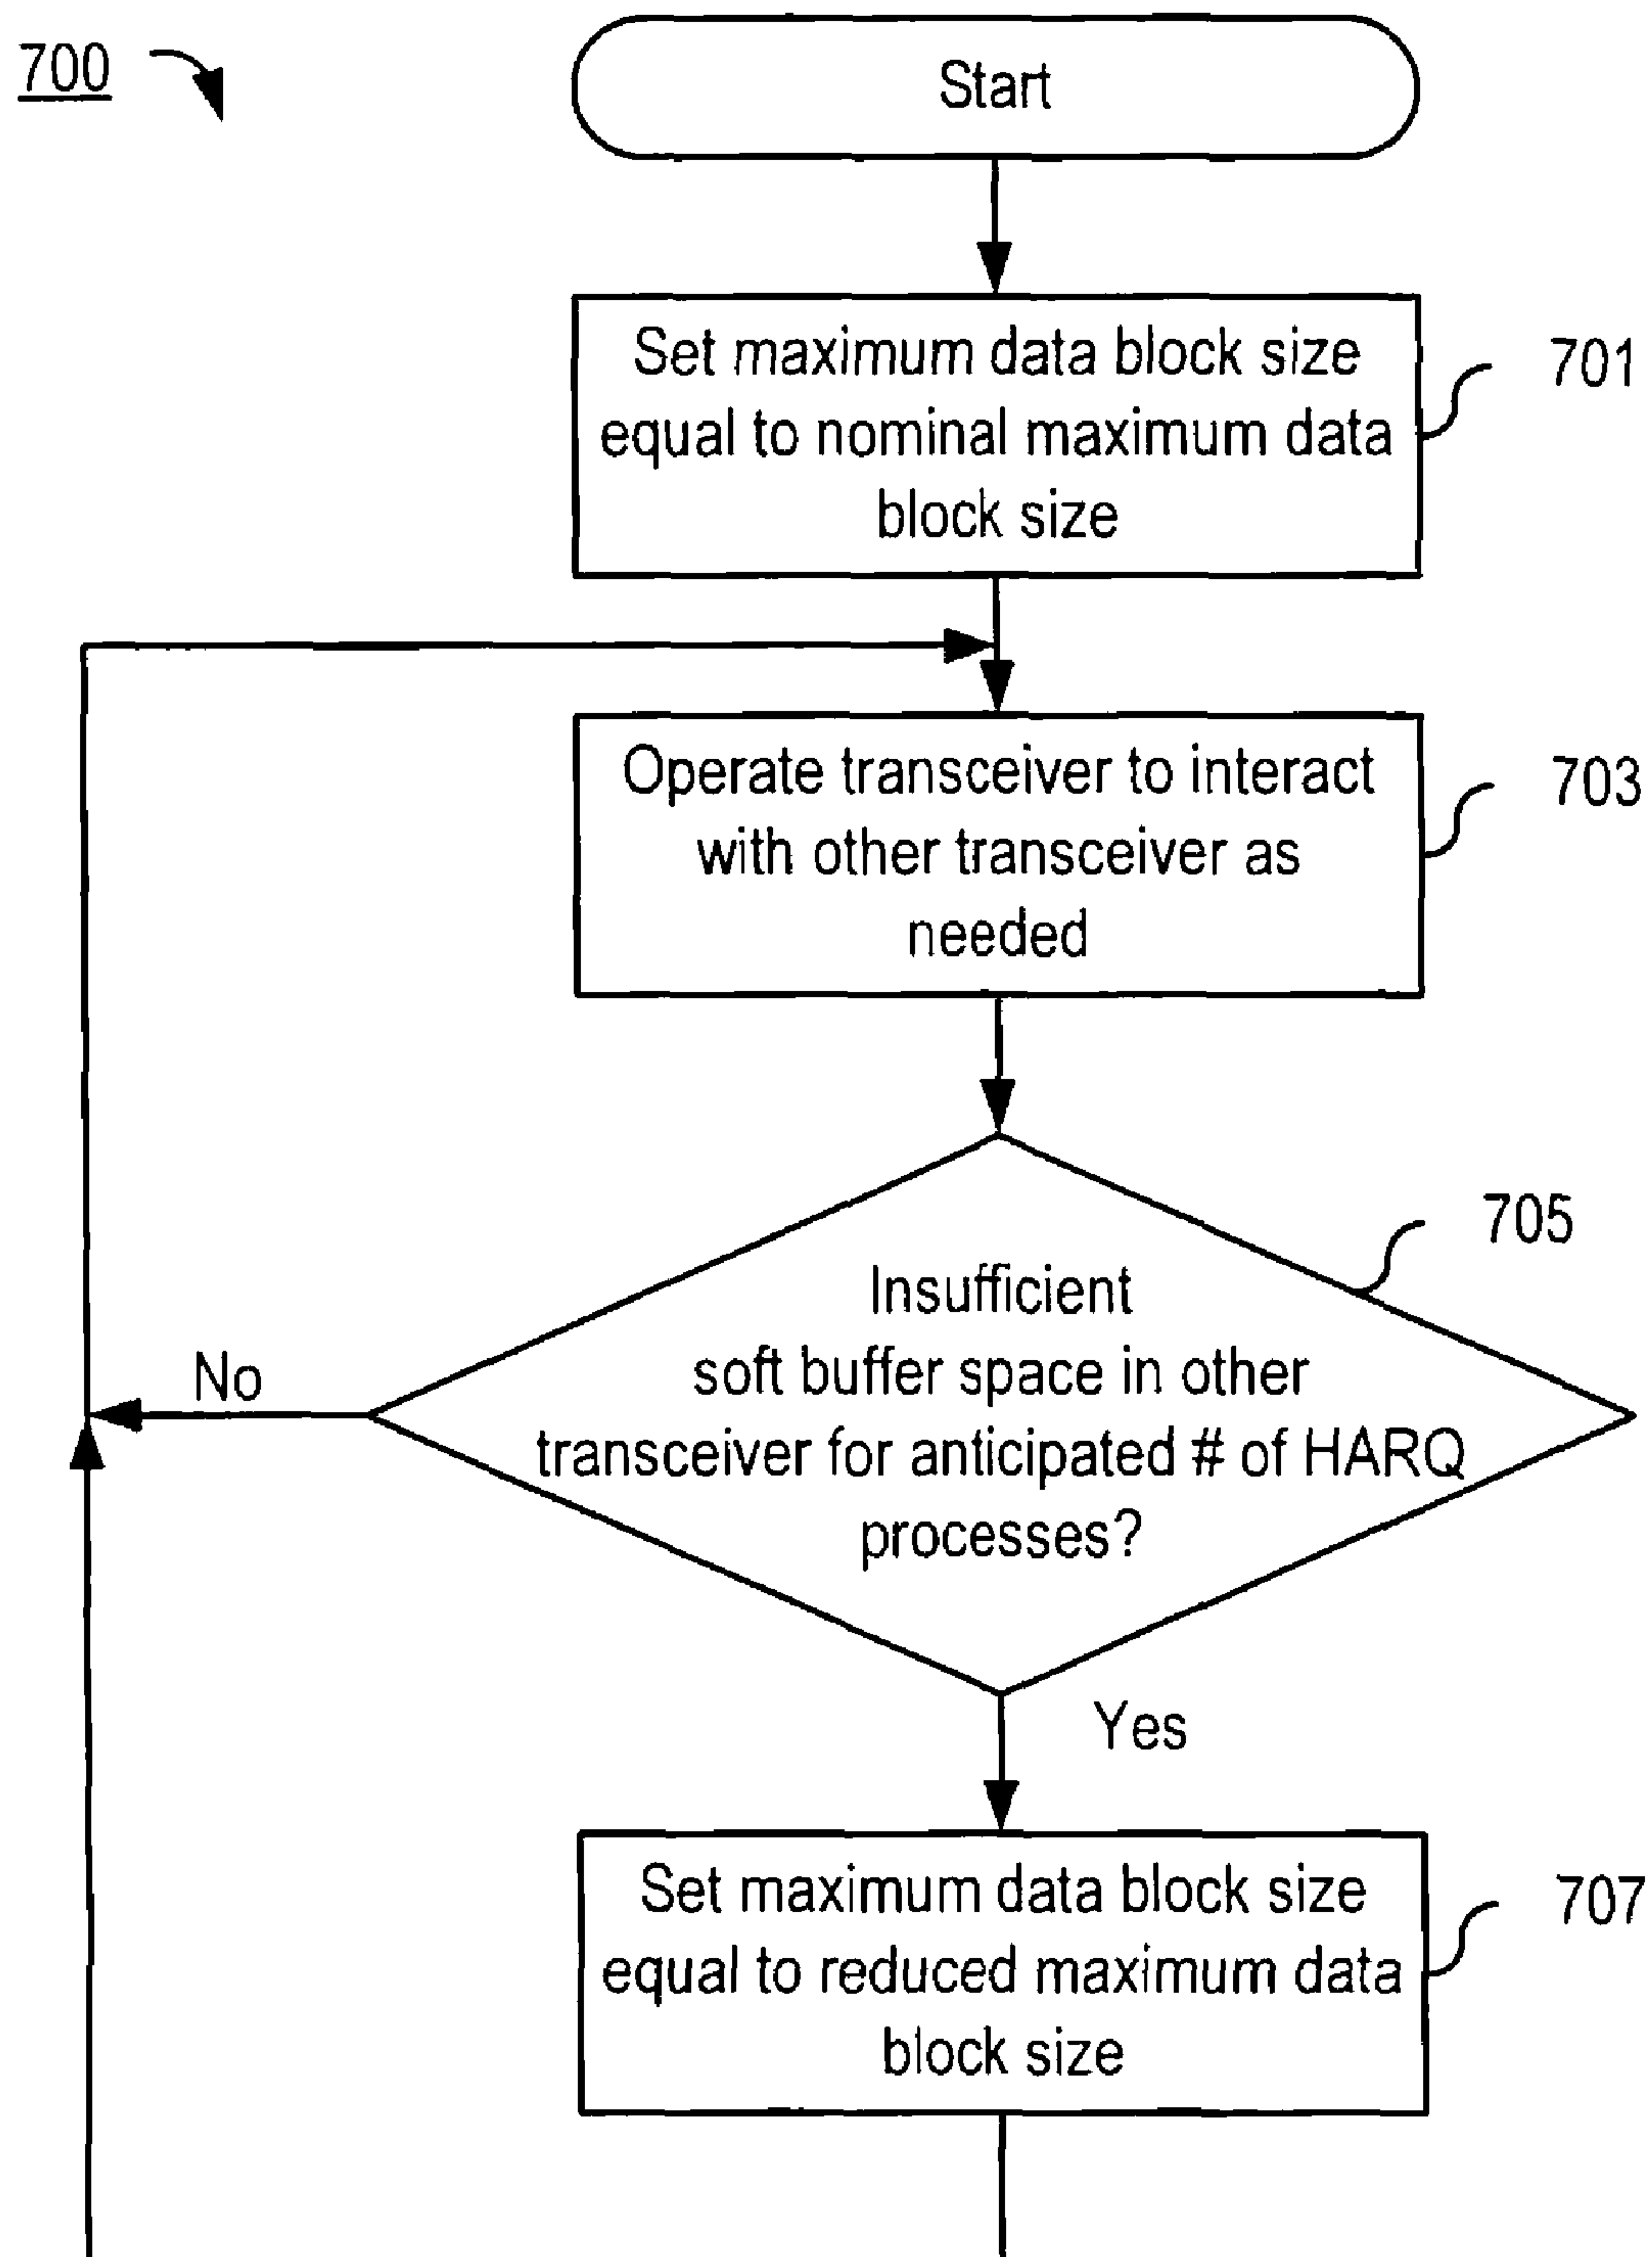 700
Start
Set maximum data block size
equal to nominal maximum data
block size
701
Operate transceiver to interact
with other transceiver as
needed
703
705
Insufficient
soft buffer space in other
transceiver for anticipated # of HARQ
processes?
No
Yes
Set maximum data block size
equal to reduced maximum data
block size
707